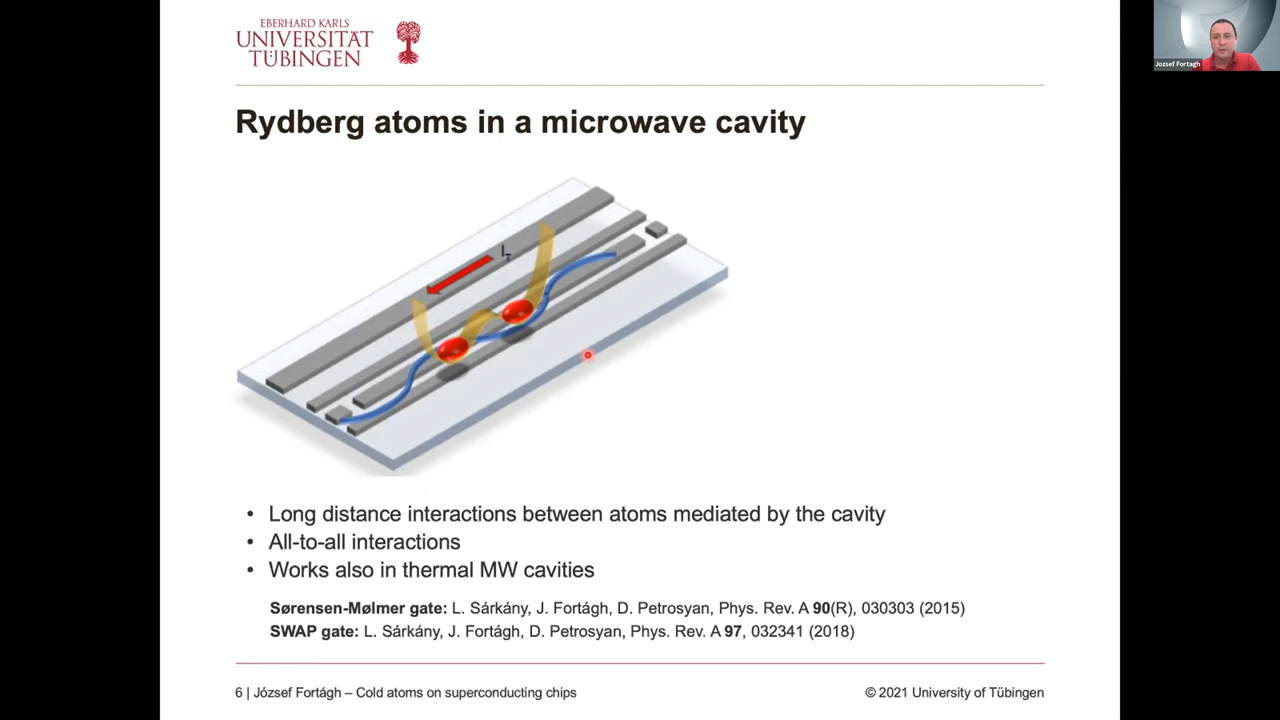 EBERHARD KARLS
UNIVERSITÄT
TÜBINGEN
Jozsef Fortagh
Rydberg atoms in a microwave cavity
• Long distance interactions between atoms mediated by the cavity
• All-to-all interactions
• Works also in thermal MW cavities
Sørensen-Mølmer gate: L. Sárkány, J. Fortágh, D. Petrosyan, Phys. Rev. A 90(R), 030303 (2015)
SWAP gate: L. Sárkány, J. Fortágh, D. Petrosyan, Phys. Rev. A 97, 032341 (2018)
6 | József Fortágh – Cold atoms on superconducting chips
© 2021 University of Tübingen